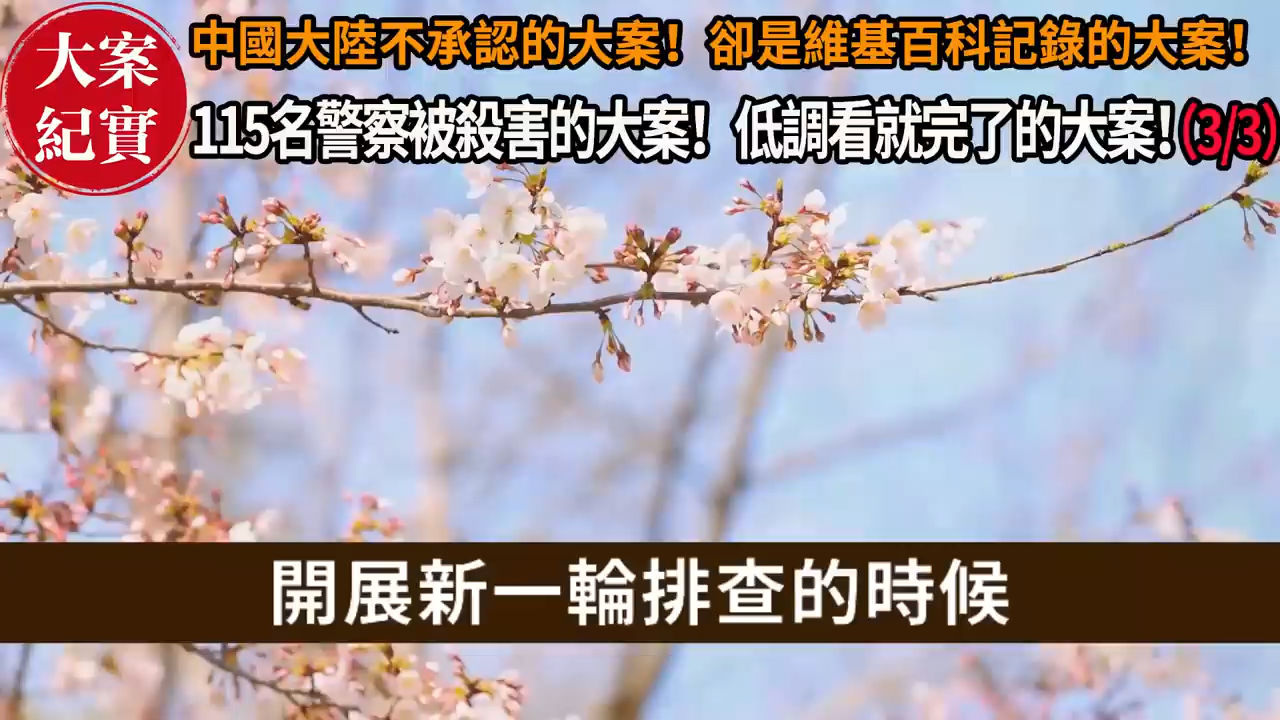 大案
紀實
中國大陸不承認的大案！卻是維基百科記錄的大案！
115名警察被殺害的大案！低調看就完了的大案！(3/3)
開展新一輪排查的時候